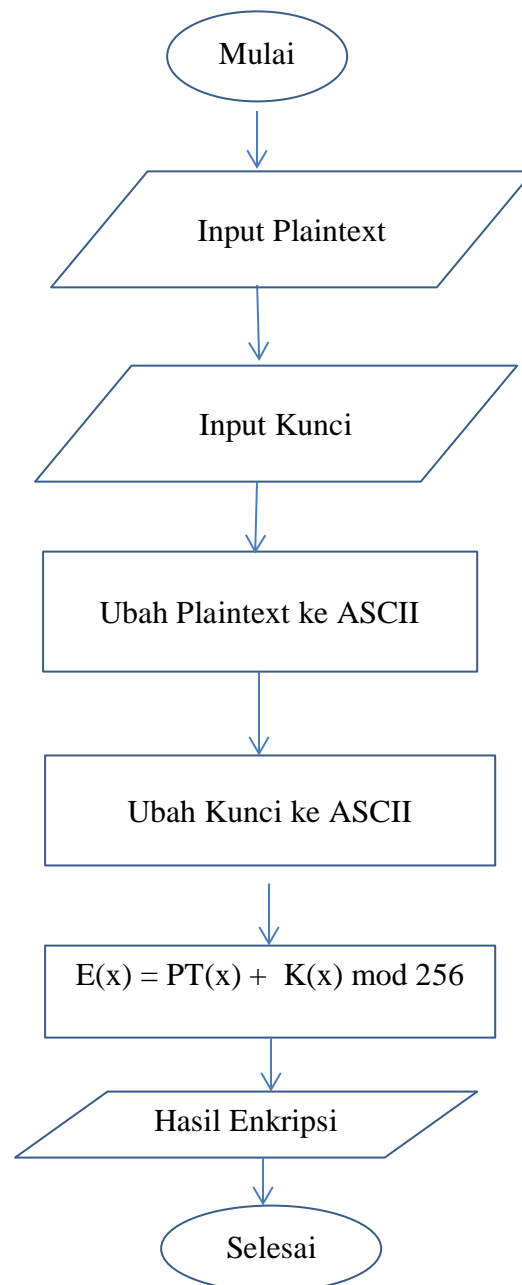 Mulai
Input Plaintext
Input Kunci
Ubah Plaintext ke ASCII
Ubah Kunci ke ASCII
E(x) = PT(x) + K(x) mod 256
Hasil Enkripsi
Selesai